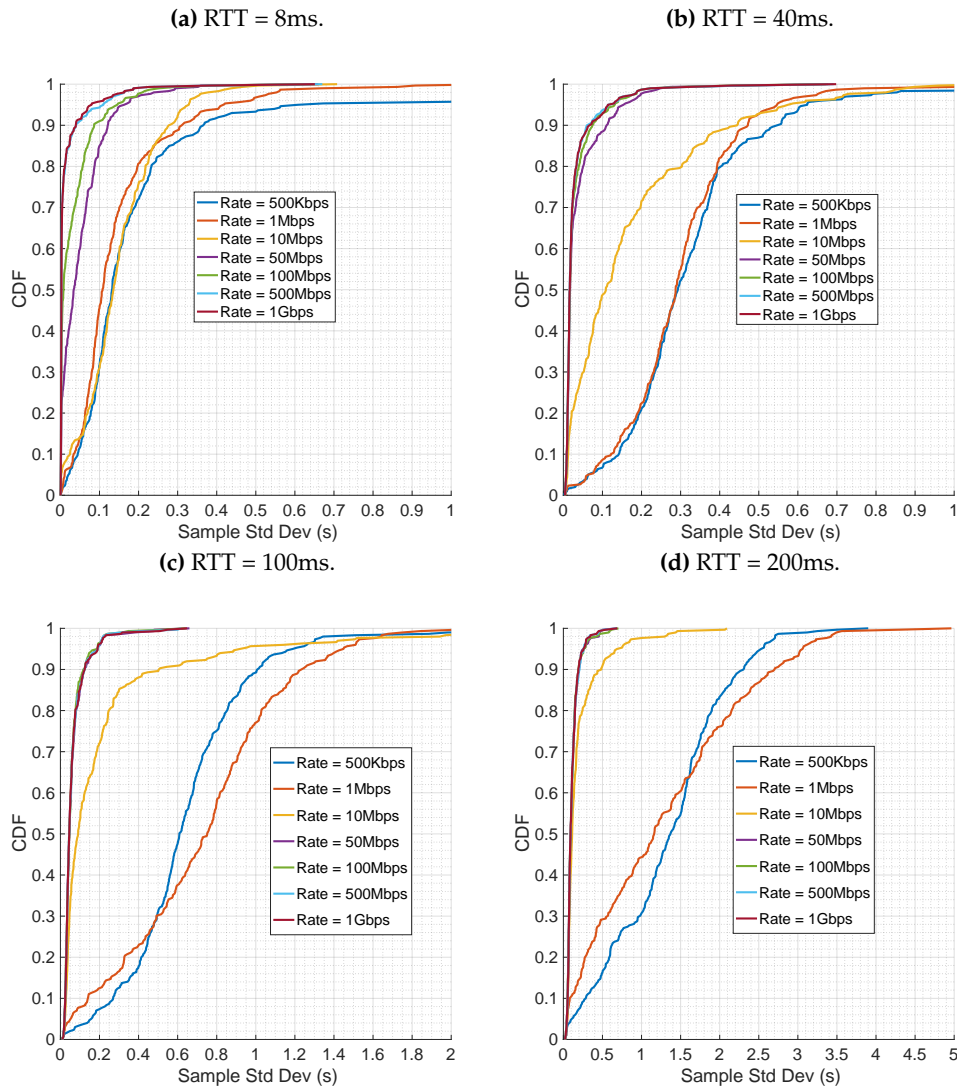 (a) RTT = 8ms.
(b) RTT = 40ms.
1
0.9
0.8
0.7
0.6
0.5
0.4
0.3
0.2
0.1
0
CDF
Rate = 500Kbps
Rate = 1Mbps
Rate = 10Mbps
Rate = 50Mbps
Rate = 100Mbps
Rate = 500Mbps
Rate = 1Gbps
0 0.1 0.2 0.3 0.4 0.5 0.6 0.7 0.8 0.9 1
Sample Std Dev (s)
1
0.9
0.8
0.7
0.6
0.5
0.4
0.3
0.2
0.1
0
CDF
Rate = 500Kbps
Rate = 1Mbps
Rate = 10Mbps
Rate = 50Mbps
Rate = 100Mbps
Rate = 500Mbps
Rate = 1Gbps
0 0.1 0.2 0.3 0.4 0.5 0.6 0.7 0.8 0.9 1
Sample Std Dev (s)
(c) RTT = 100ms.
(d) RTT = 200ms.
1
0.9
0.8
0.7
0.6
0.5
0.4
0.3
0.2
0.1
0
CDF
Rate = 500Kbps
Rate = 1Mbps
Rate = 10Mbps
Rate = 50Mbps
Rate = 100Mbps
Rate = 500Mbps
Rate = 1Gbps
0 0.2 0.4 0.6 0.8 1 1.2 1.4 1.6 1.8 2
Sample Std Dev (s)
1
0.9
0.8
0.7
0.6
0.5
0.4
0.3
0.2
0.1
0
CDF
Rate = 500Kbps
Rate = 1Mbps
Rate = 10Mbps
Rate = 50Mbps
Rate = 100Mbps
Rate = 500Mbps
Rate = 1Gbps
0 0.5 1 1.5 2 2.5 3 3.5 4 4.5 5
Sample Std Dev (s)